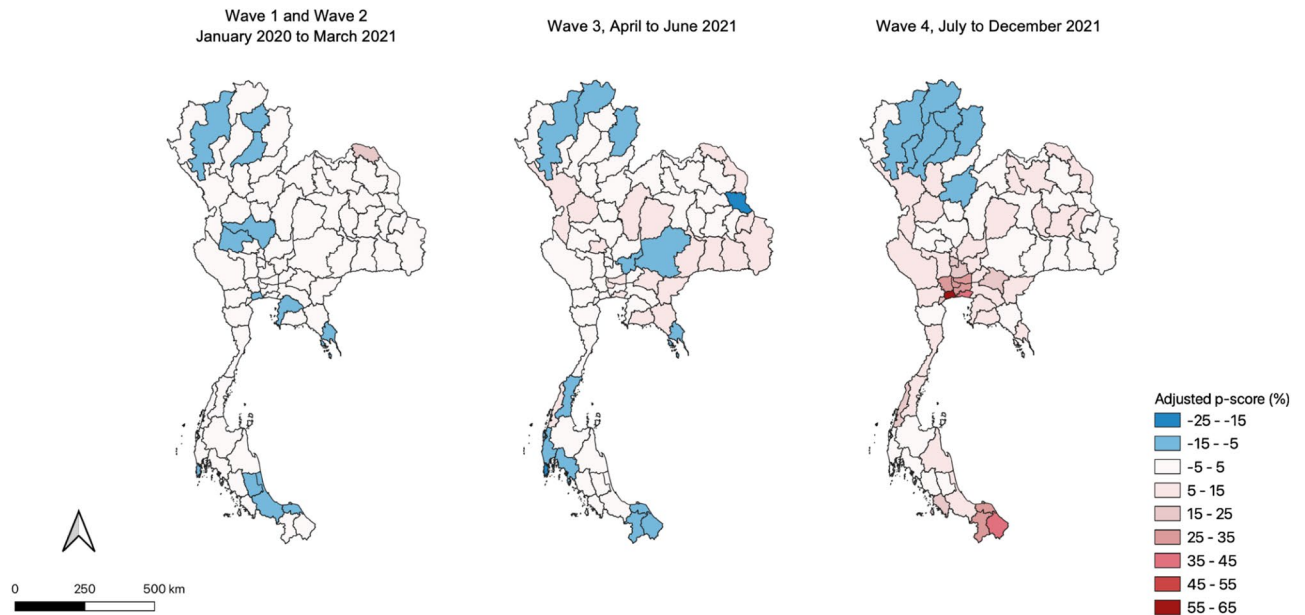 Wave 1 and Wave 2
January 2020 to March 2021
Wave 3, April to June 2021
Wave 4, July to December 2021
Adjusted p-score (%)
-25 - -15
-15 - -5
-5 - 5
5 - 15
15 - 25
25 - 35
35 - 45
45 - 55
55 - 65
0 250 500 km